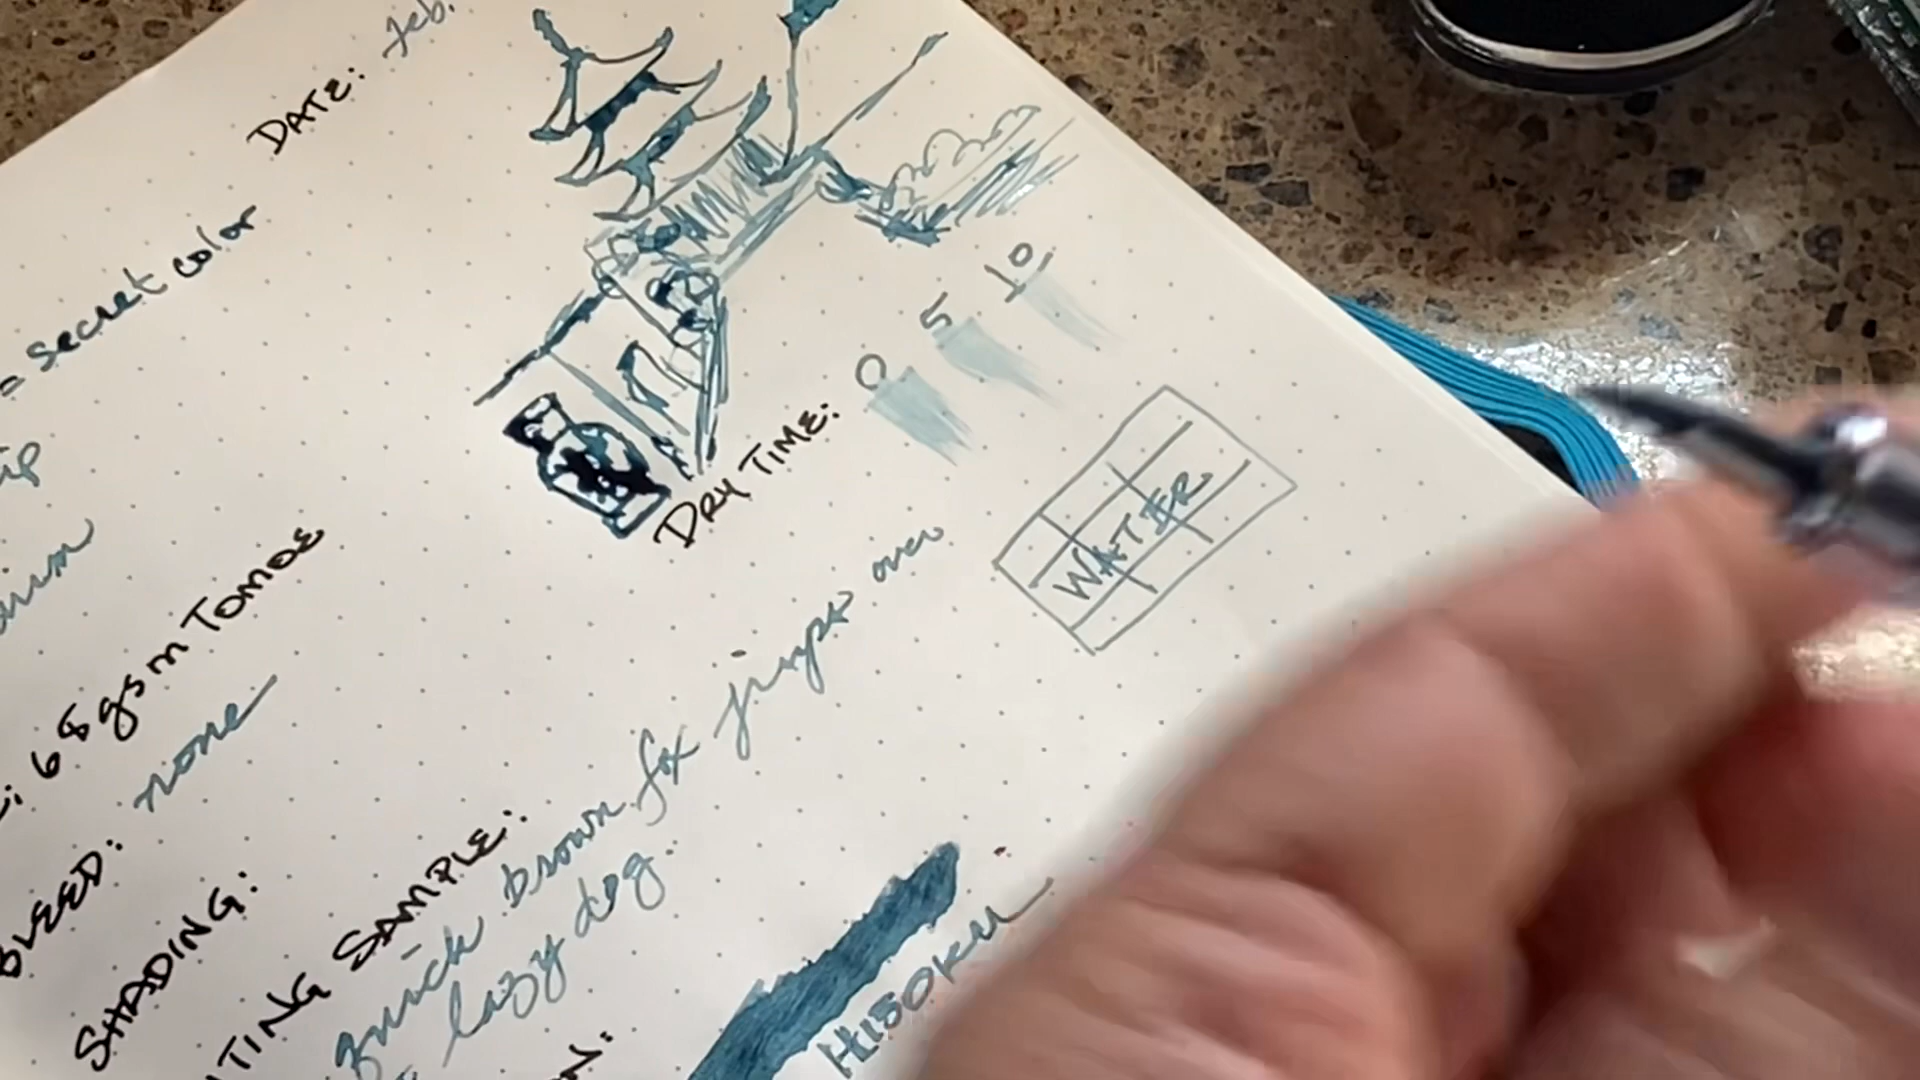 DATE: Feb.
= secret color
: 68 gsm TOMOE
BLEED: none
SHADING:
TING SAMPLE:
quick brown fox jumps over
lazy dog.
DRY TIME: 0 5 10
WATER
HISOKU